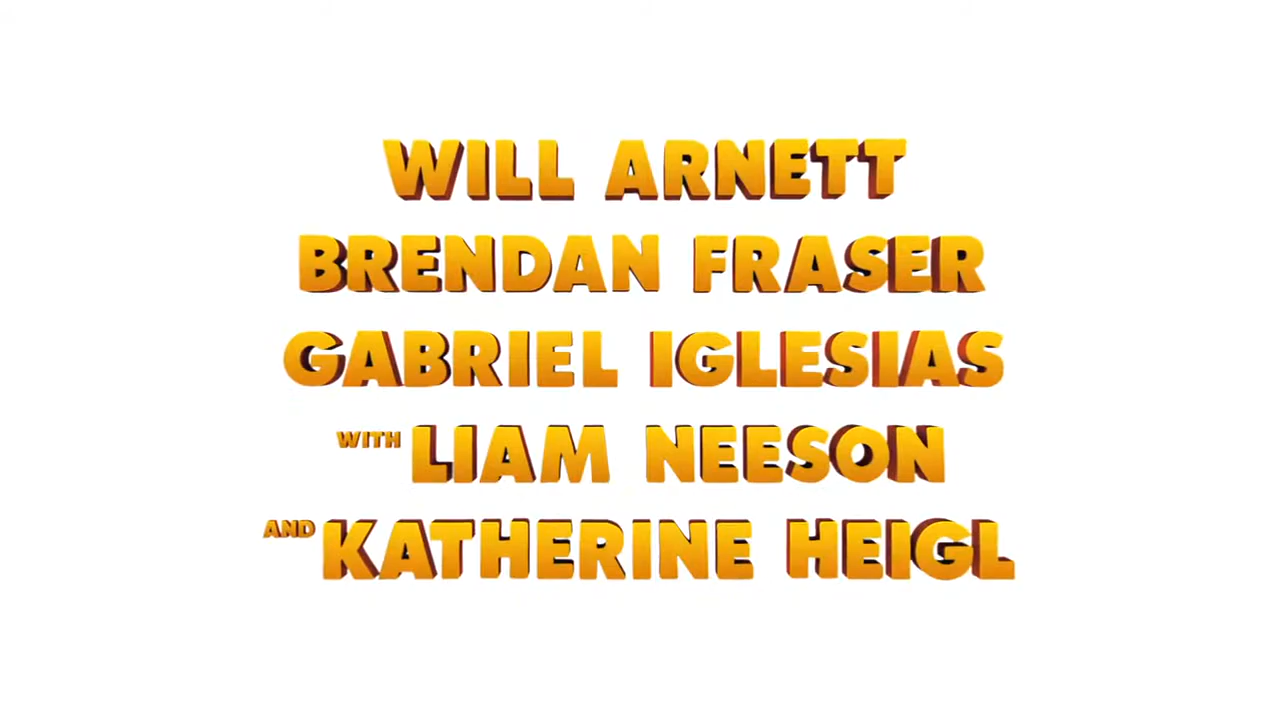 WILL ARNETT
BRENDAN FRASER
GABRIEL IGLESIAS
WITH LIAM NEESON
AND KATHERINE HEIGL